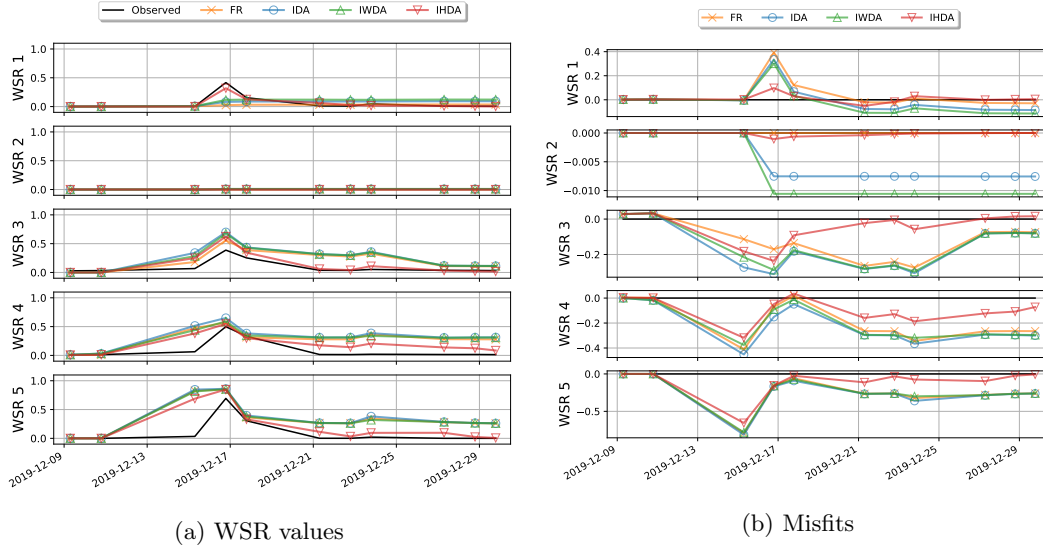 Observed FR IDA IWDA IHDA
WSR 1
1.0
0.5
0.0
WSR 2
1.0
0.5
0.0
WSR 3
1.0
0.5
0.0
WSR 4
1.0
0.5
0.0
WSR 5
1.0
0.5
0.0
2019-12-09 2019-12-13 2019-12-17 2019-12-21 2019-12-25 2019-12-29
(a) WSR values
FR IDA IWDA IHDA
WSR 1
0.4
0.2
0.0
WSR 2
0.000
−0.005
−0.010
WSR 3
0.0
−0.2
WSR 4
0.0
−0.2
−0.4
WSR 5
0.0
−0.5
2019-12-09 2019-12-13 2019-12-17 2019-12-21 2019-12-25 2019-12-29
(b) Misfits